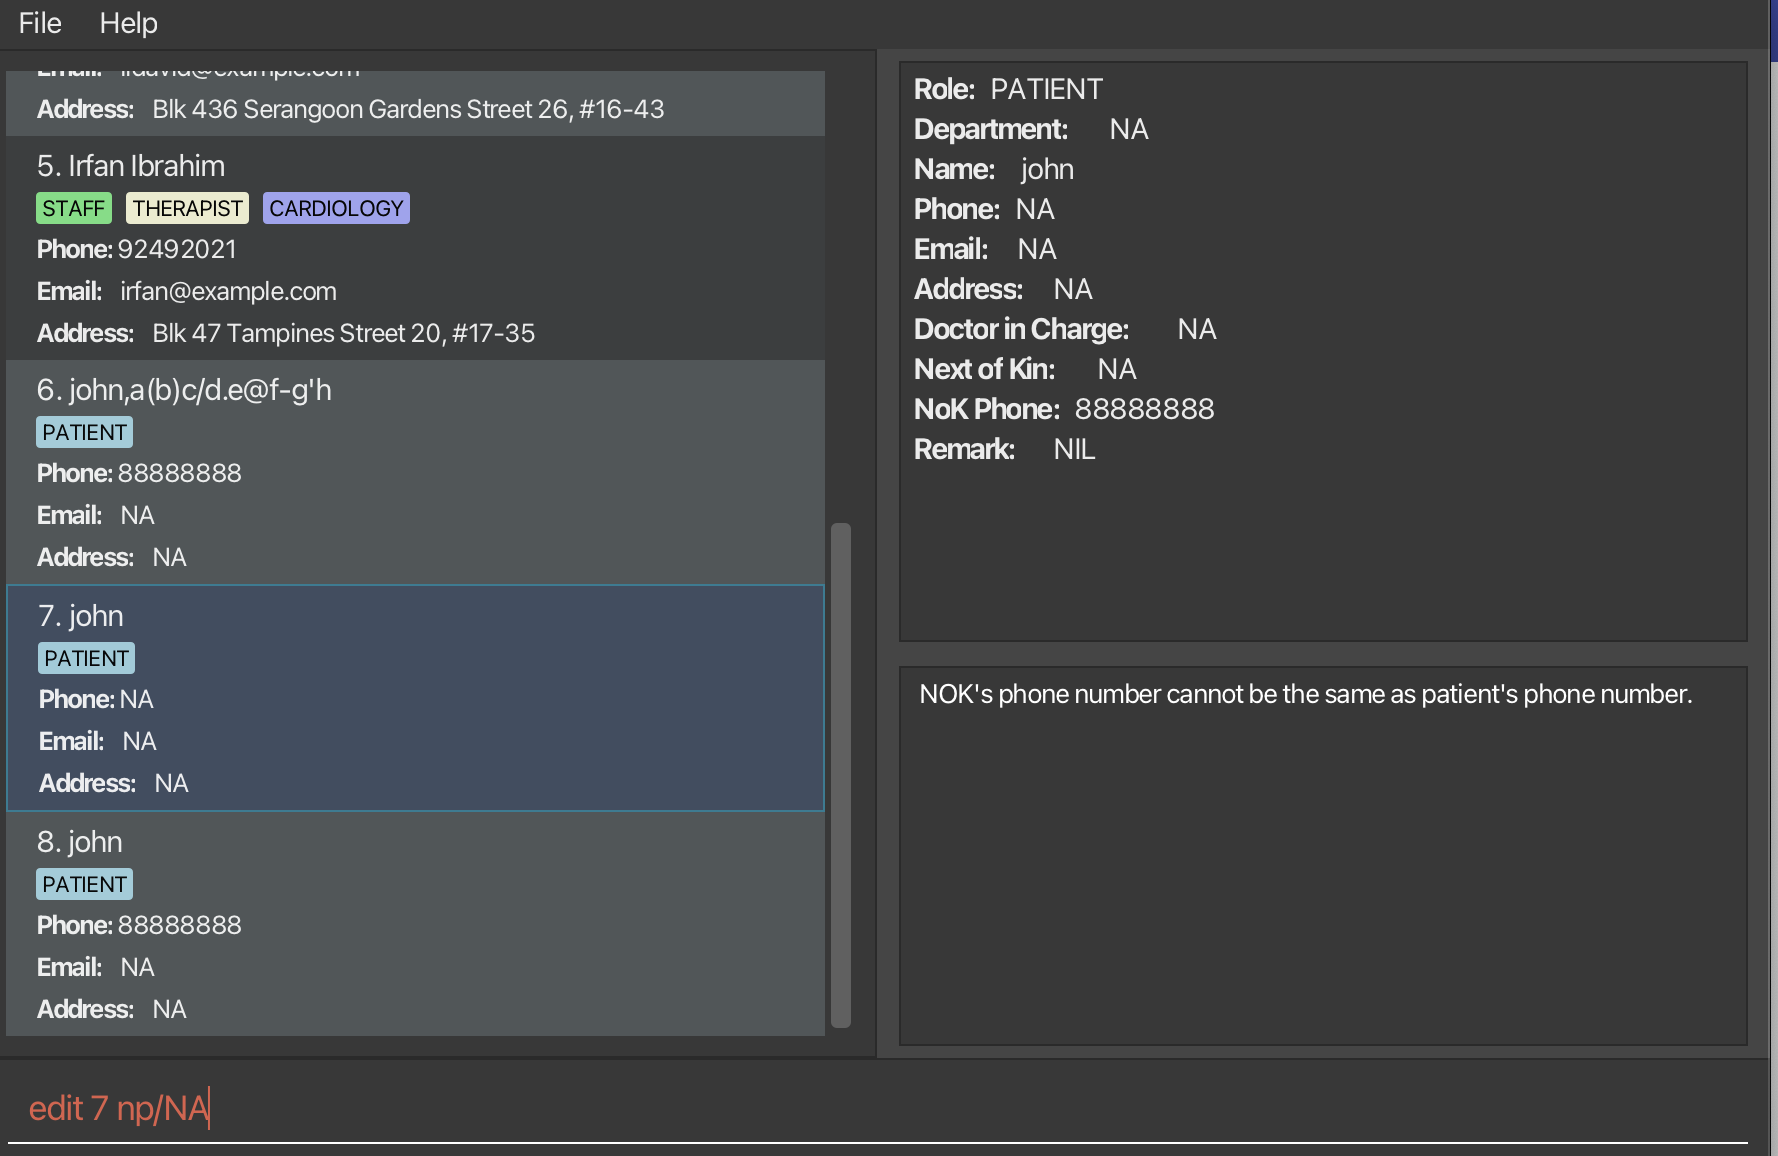 File Help
Email: irdavid@example.com
Address: Blk 436 Serangoon Gardens Street 26, #16-43
5. Irfan Ibrahim
STAFF THERAPIST CARDIOLOGY
Phone: 92492021
Email: irfan@example.com
Address: Blk 47 Tampines Street 20, #17-35
6. john,a(b)c/d.e@f-g'h
PATIENT
Phone: 88888888
Email: NA
Address: NA
7. john
PATIENT
Phone: NA
Email: NA
Address: NA
8. john
PATIENT
Phone: 88888888
Email: NA
Address: NA
Role: PATIENT
Department: NA
Name: john
Phone: NA
Email: NA
Address: NA
Doctor in Charge: NA
Next of Kin: NA
NoK Phone: 88888888
Remark: NIL
NOK's phone number cannot be the same as patient's phone number.
edit 7 np/NA